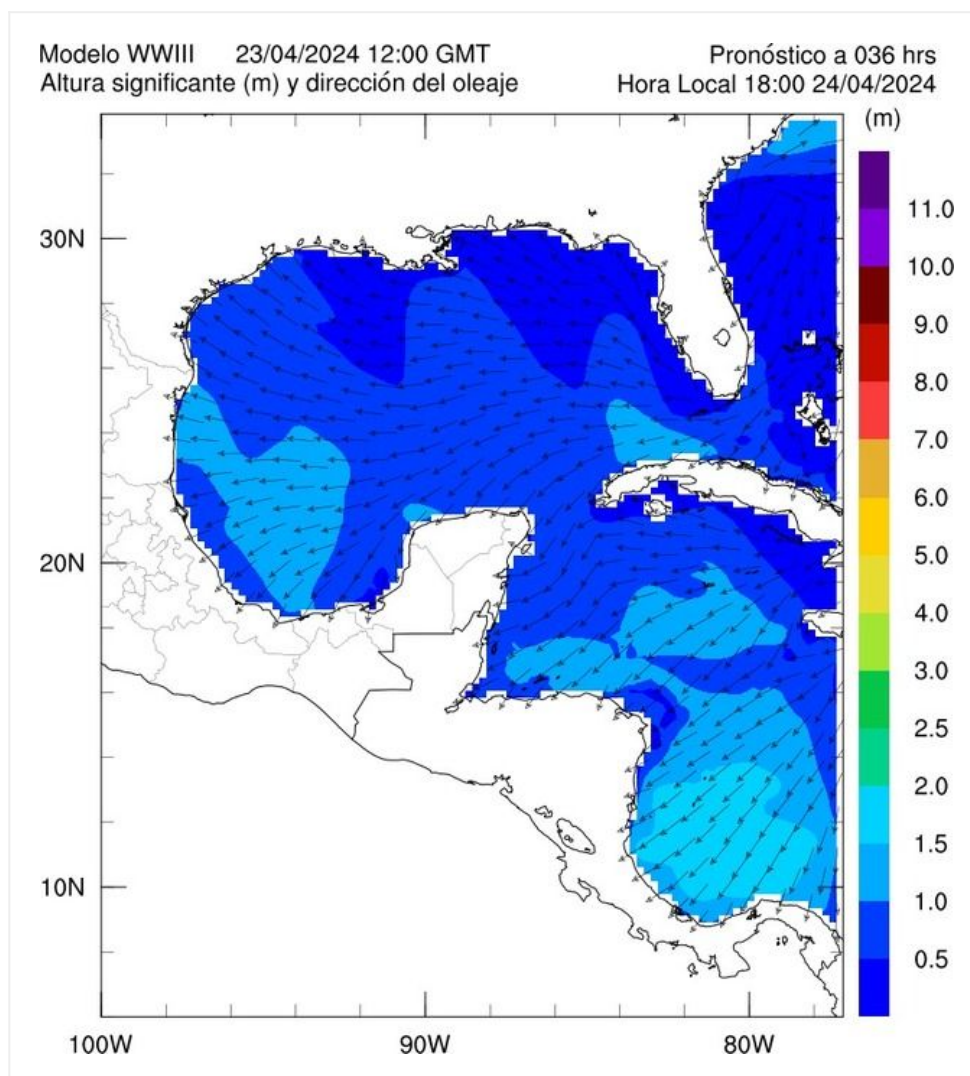 Modelo WWIII 23/04/2024 12:00 GMT
Pronóstico a 036 hrs
Altura significante (m) y dirección del oleaje
Hora Local 18:00 24/04/2024
(m)
11.0
10.0
9.0
8.0
7.0
6.0
5.0
4.0
3.0
2.5
2.0
1.5
1.0
0.5
30N
20N
10N
100W
90W
80W